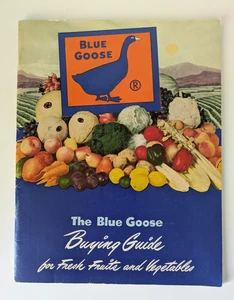 BLUE
GOOSE
®
The Blue Goose
Buying Guide
for Fresh Fruits and Vegetables